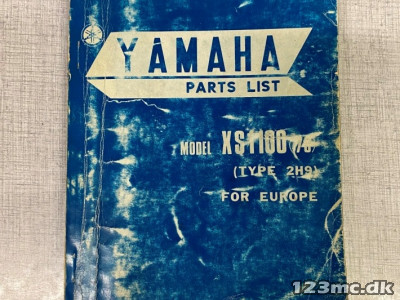 YAMAHA
PARTS LIST
MODEL XS1100
(TYPE 2H9)
FOR EUROPE
123mc.dk